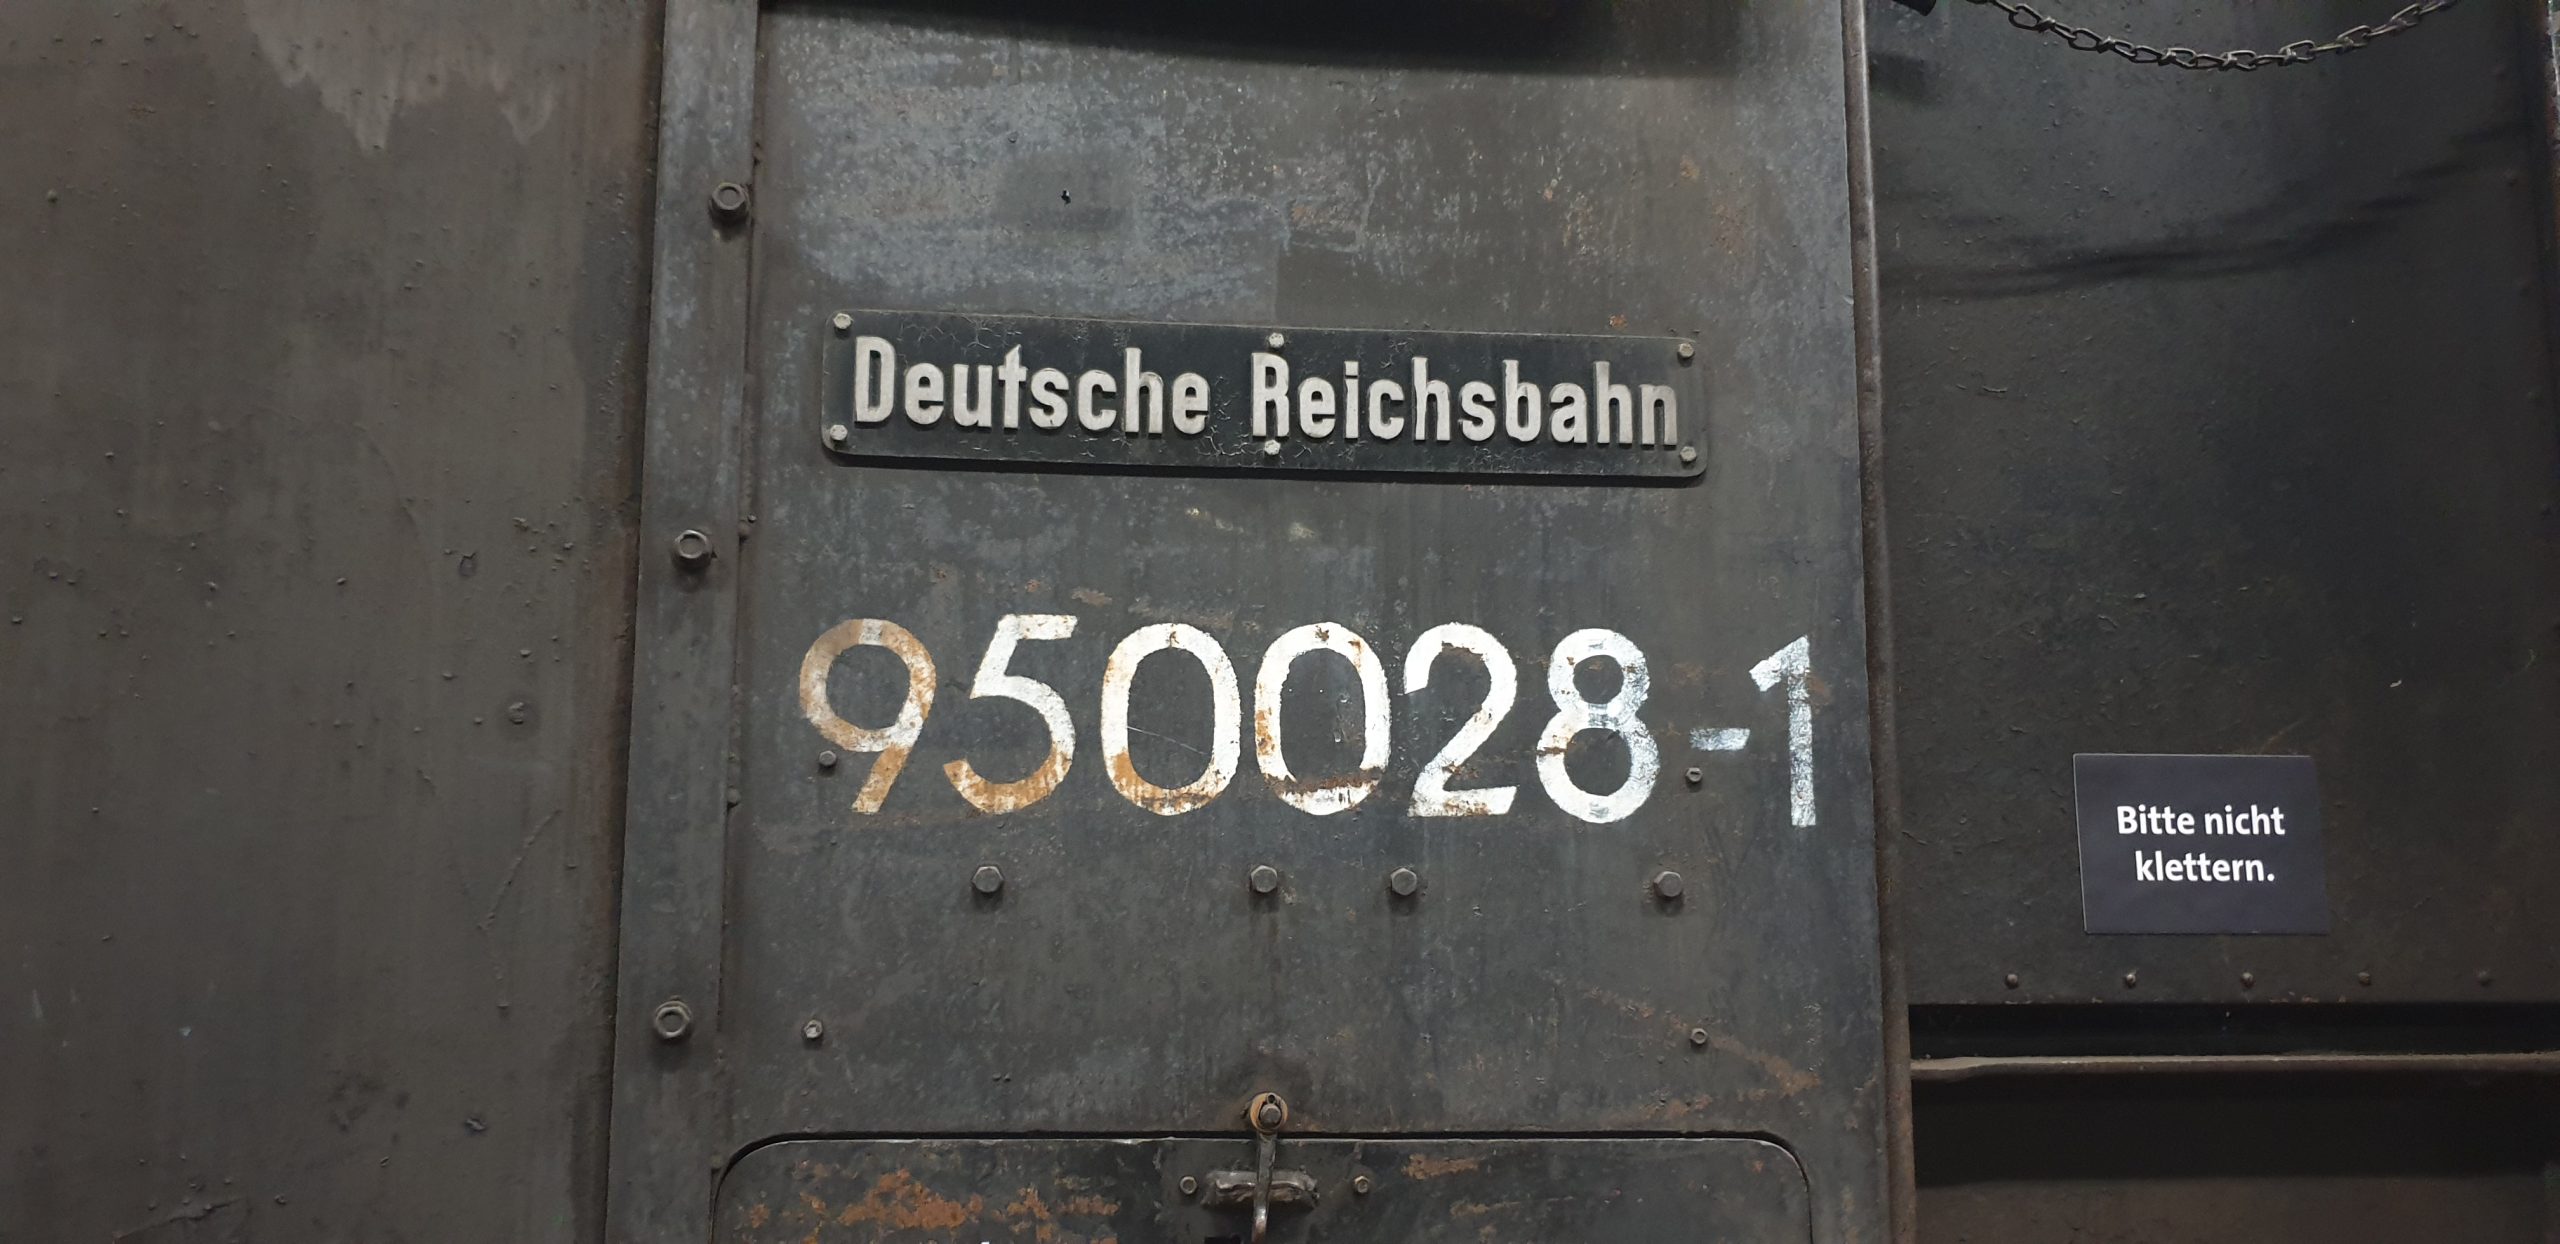 Deutsche Reichsbahn
950028-1
Bitte nicht
klettern.